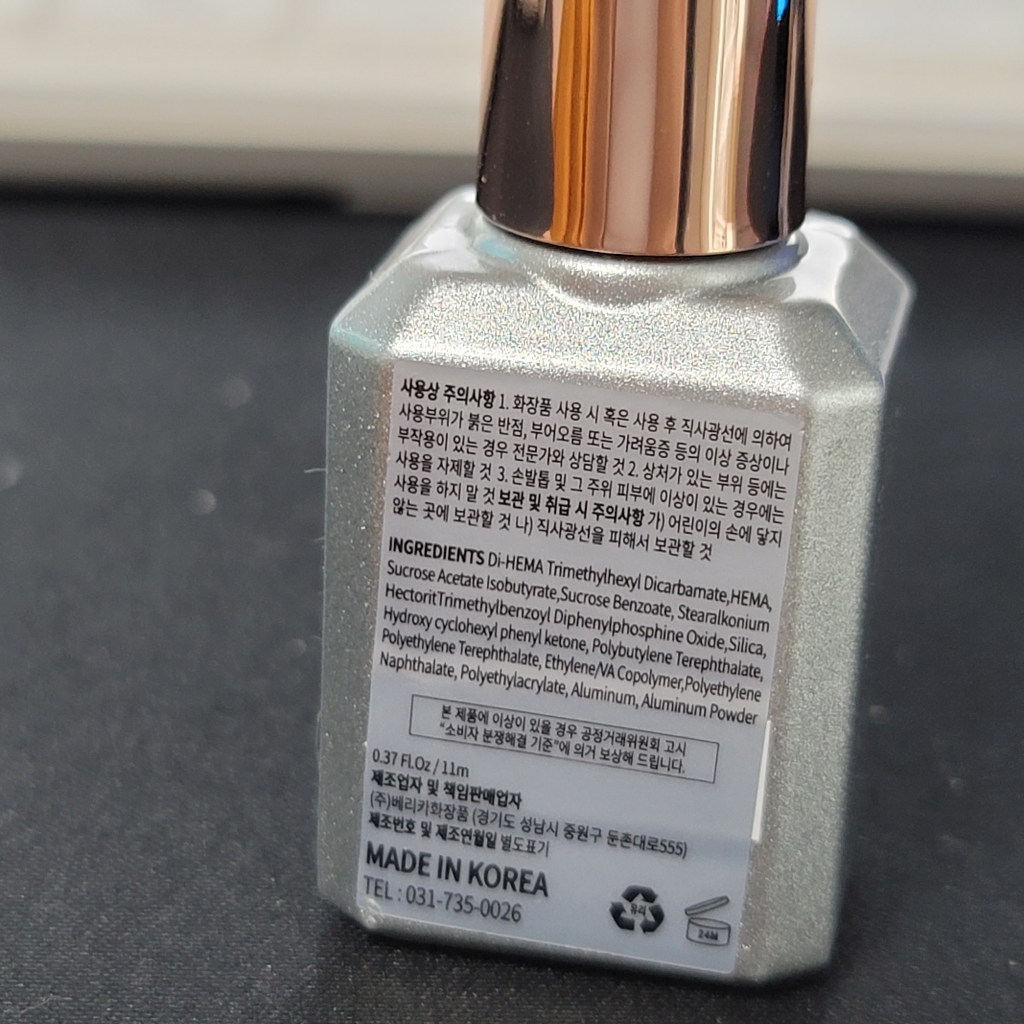 사용상 주의사항 1. 화장품 사용 시 혹은 사용 후 직사광선에 의하여
사용부위가 붉은 반점, 부어오름 또는 가려움증 등의 이상 증상이나
부작용이 있는 경우 전문가와 상담할 것 2. 상처가 있는 부위 등에는
사용을 자제할 것 3. 손발톱 및 그 주위 피부에 이상이 있는 경우에는
사용을 하지 말 것 보관 및 취급 시 주의사항 가) 어린이의 손에 닿지
않는 곳에 보관할 것 나) 직사광선을 피해서 보관할 것
INGREDIENTS Di-HEMA Trimethylhexyl Dicarbamate,HEMA,
Sucrose Acetate Isobutyrate,Sucrose Benzoate, Stearalkonium
HectoritTrimethylbenzoyl Diphenylphosphine Oxide,Silica,
Hydroxy cyclohexyl phenyl ketone, Polybutylene Terephthalate,
Polyethylene Terephthalate, Ethylene/VA Copolymer,Polyethylene
Naphthalate, Polyethylacrylate, Aluminum, Aluminum Powder
본 제품에 이상이 있을 경우 공정거래위원회 고시
"소비자 분쟁해결 기준"에 의거 보상해 드립니다.
0.37 FI.Oz / 11m
제조업자 및 책임판매업자
(주)베리카화장품 (경기도 성남시 중원구 둔촌대로555)
제조번호 및 제조연월일 별도표기
MADE IN KOREA
TEL : 031-735-0026
유리
24M